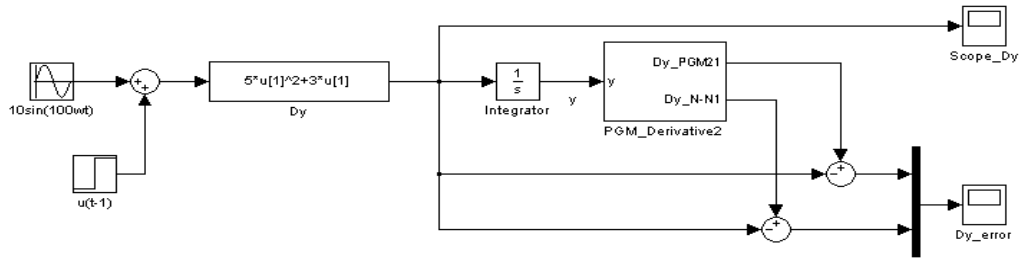 Scope_Dy
10sin(100wt)
5*u[1]^2+3*u[1]
Dy
1
s
Integrator
y
y
Dy_PGM21
Dy_N-N1
PGM_Derivative2
u(t-1)
Dy_error